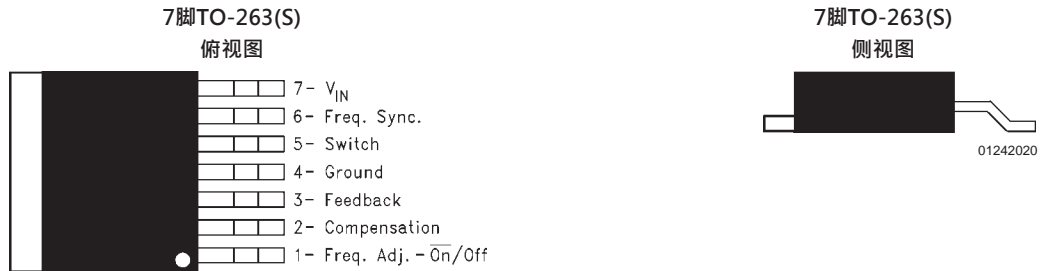 7脚TO-263(S)
俯视图
7- VIN
6- Freq. Sync.
5- Switch
4- Ground
3- Feedback
2- Compensation
1- Freq. Adj. - O̅n̅/Off
7脚TO-263(S)
侧视图
01242020